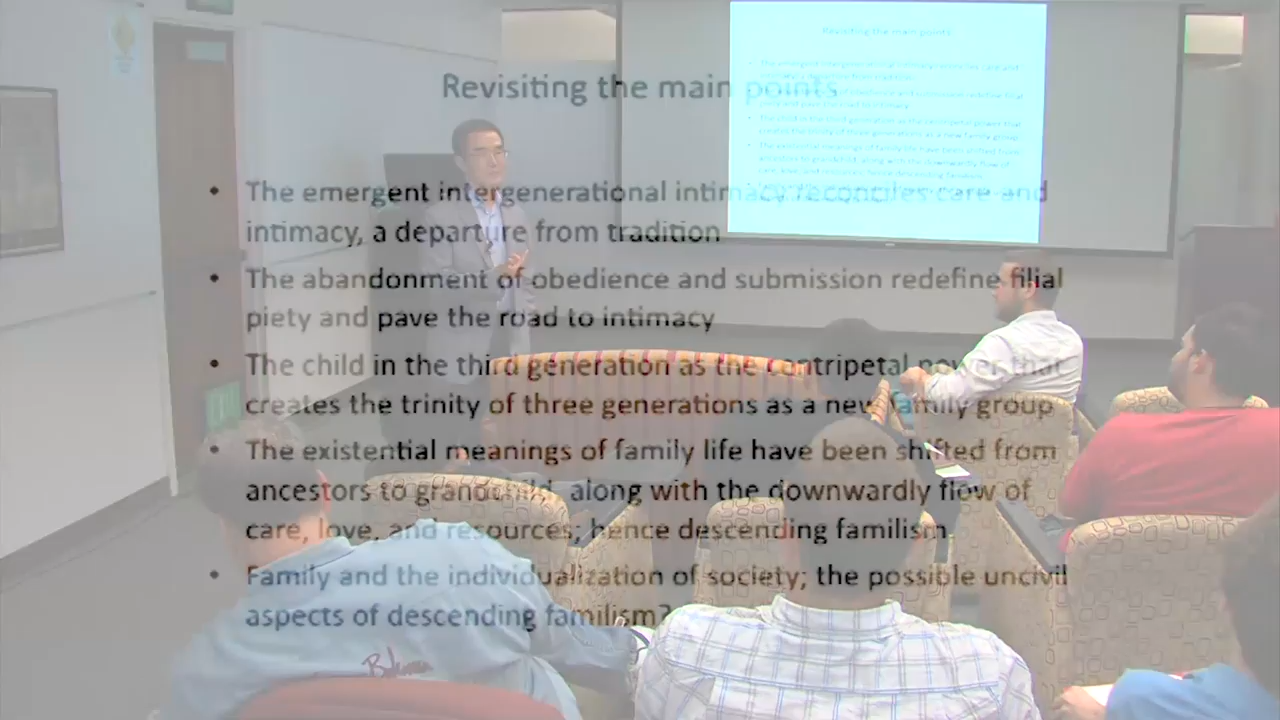 Revisiting the main points
• The emergent intergenerational intimacy reconciles care and
intimacy, a departure from tradition
• The abandonment of obedience and submission redefine filial
piety and pave the road to intimacy
• The child in the third generation as the centripetal power that
creates the trinity of three generations as a new family group
• The existential meanings of family life have been shifted from
ancestors to grandchild, along with the downwardly flow of
care, love, and resources; hence descending familism.
• Family and the individualization of society; the possible uncivil
aspects of descending familism?
Revisiting the main points